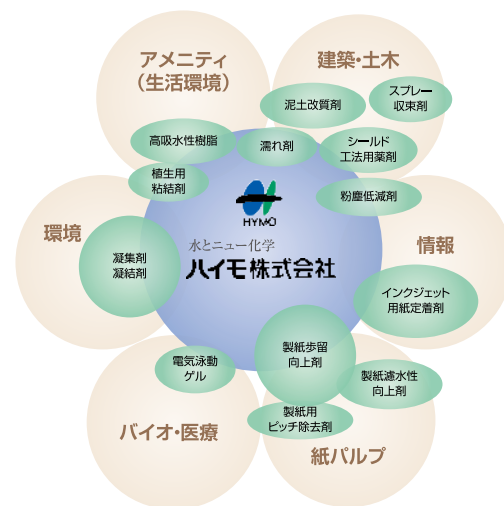 アメニティ
（生活環境）
建築・土木
スプレー
収束剤
泥土改質剤
高吸水性樹脂
濡れ剤
シールド
工法用薬剤
植生用
粘結剤
粉塵低減剤
HYMO
環境
水とニュー化学
情報
ハイモ株式会社
凝集剤
凝結剤
インクジェット
用紙定着剤
製紙歩留
向上剤
電気泳動
ゲル
製紙濾水性
向上剤
製紙用
ピッチ除去剤
バイオ・医療
紙パルプ